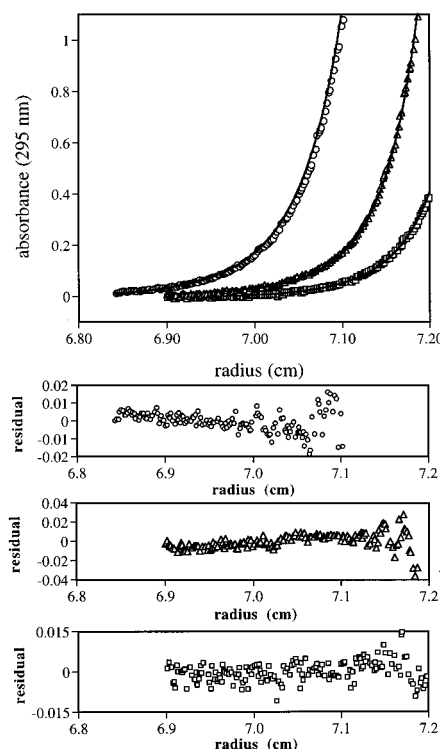 1
0.8
0.6
0.4
0.2
0
absorbance (295 nm)
6.80 6.90 7.00 7.10 7.20
radius (cm)
0.02
0.01
0
-0.01
-0.02
residual
6.8 6.9 7.0 7.1 7.2
radius (cm)
0.04
0.02
0
-0.02
-0.04
residual
6.8 6.9 7.0 7.1 7.2
radius (cm)
0.015
0
-0.015
residual
6.8 6.9 7.0 7.1 7.2
radius (cm)